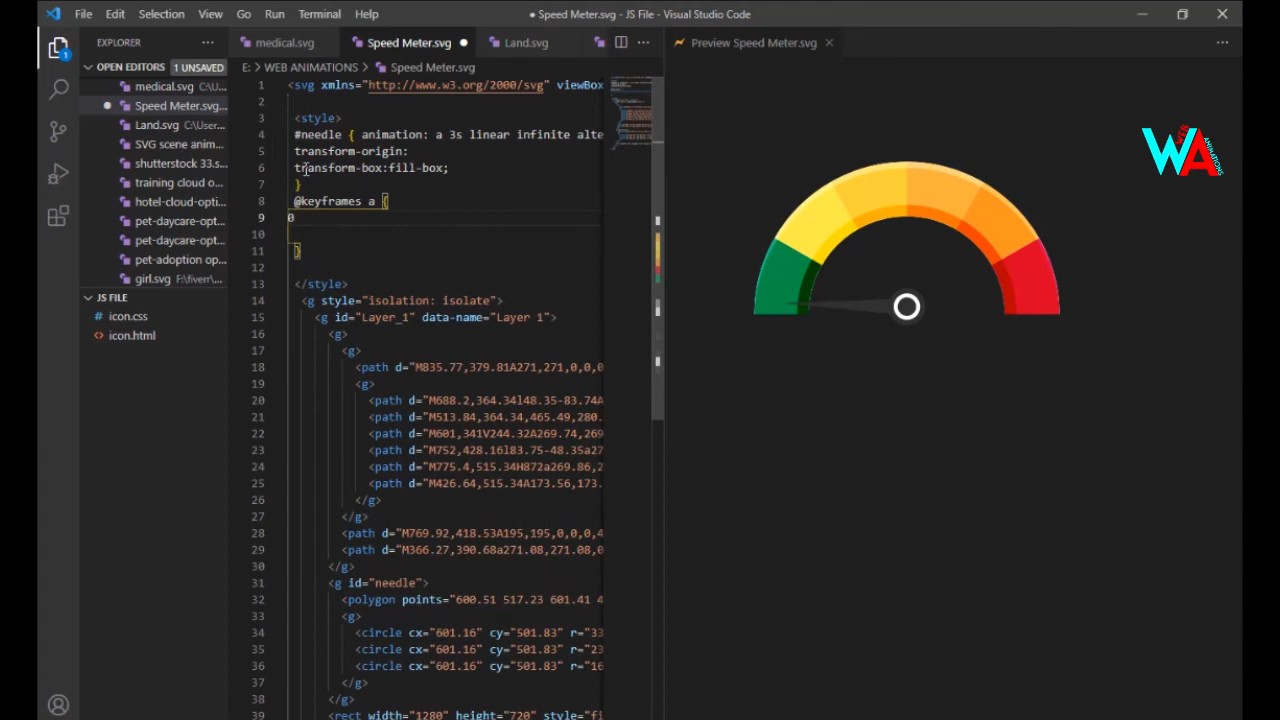 File Edit Selection View Go Run Terminal Help
● Speed Meter.svg - JS File - Visual Studio Code
EXPLORER
medical.svg
Speed Meter.svg
Land.svg
Preview Speed Meter.svg
OPEN EDITORS 1 UNSAVED
E: > WEB ANIMATIONS > Speed Meter.svg
medical.svg C:\U...
Speed Meter.svg...
Land.svg C:\User...
SVG scene anim...
shutterstock 33.s...
training cloud o...
hotel-cloud-opt...
pet-daycare-opt...
pet-daycare-opt...
pet-adoption op...
girl.svg F:\fiverr\...
JS FILE
icon.css
icon.html
1 <svg xmlns="http://www.w3.org/2000/svg" viewBox
2
3 <style>
4 #needle { animation: a 3s linear infinite alte
5 transform-origin:
6 transform-box:fill-box;
7 }
8 @keyframes a {
9 0
10
11 }
12
13 </style>
14 <g style="isolation: isolate">
15 <g id="Layer_1" data-name="Layer 1">
16 <g>
17 <g>
18 <path d="M835.77,379.81A271,271,0,0,0,
19 <g>
20 <path d="M688.2,364.34l48.35-83.74A
21 <path d="M513.84,364.34,465.49,280.
22 <path d="M601,341V244.32A269.74,269
23 <path d="M752,428.16l83.75-48.35a27
24 <path d="M775.4,515.34H872a269.86,2
25 <path d="M426.64,515.34A173.56,173.
26 </g>
27 </g>
28 <path d="M769.92,418.53A195,195,0,0,0,4
29 <path d="M366.27,390.68a271.08,271.08,0
30 </g>
31 <g id="needle">
32 <polygon points="600.51 517.23 601.41 4
33 <g>
34 <circle cx="601.16" cy="501.83" r="33
35 <circle cx="601.16" cy="501.83" r="23
36 <circle cx="601.16" cy="501.83" r="16
37 </g>
38 </g>
39 <rect width="1280" height="720" style="fi
WA
WEB
ANIMATIONS
1